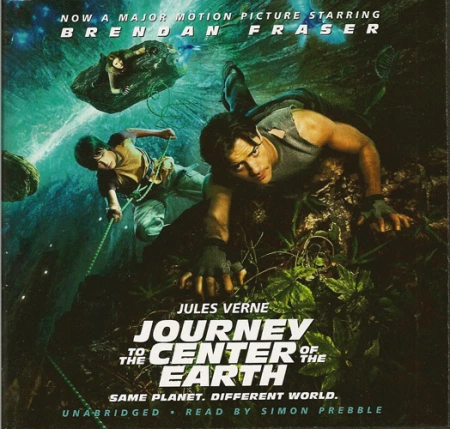 NOW A MAJOR MOTION PICTURE STARRING
BRENDAN FRASER
JULES VERNE
JOURNEY
TO THE CENTER OF THE
EARTH
SAME PLANET. DIFFERENT WORLD.
UNABRIDGED • READ BY SIMON PREBBLE